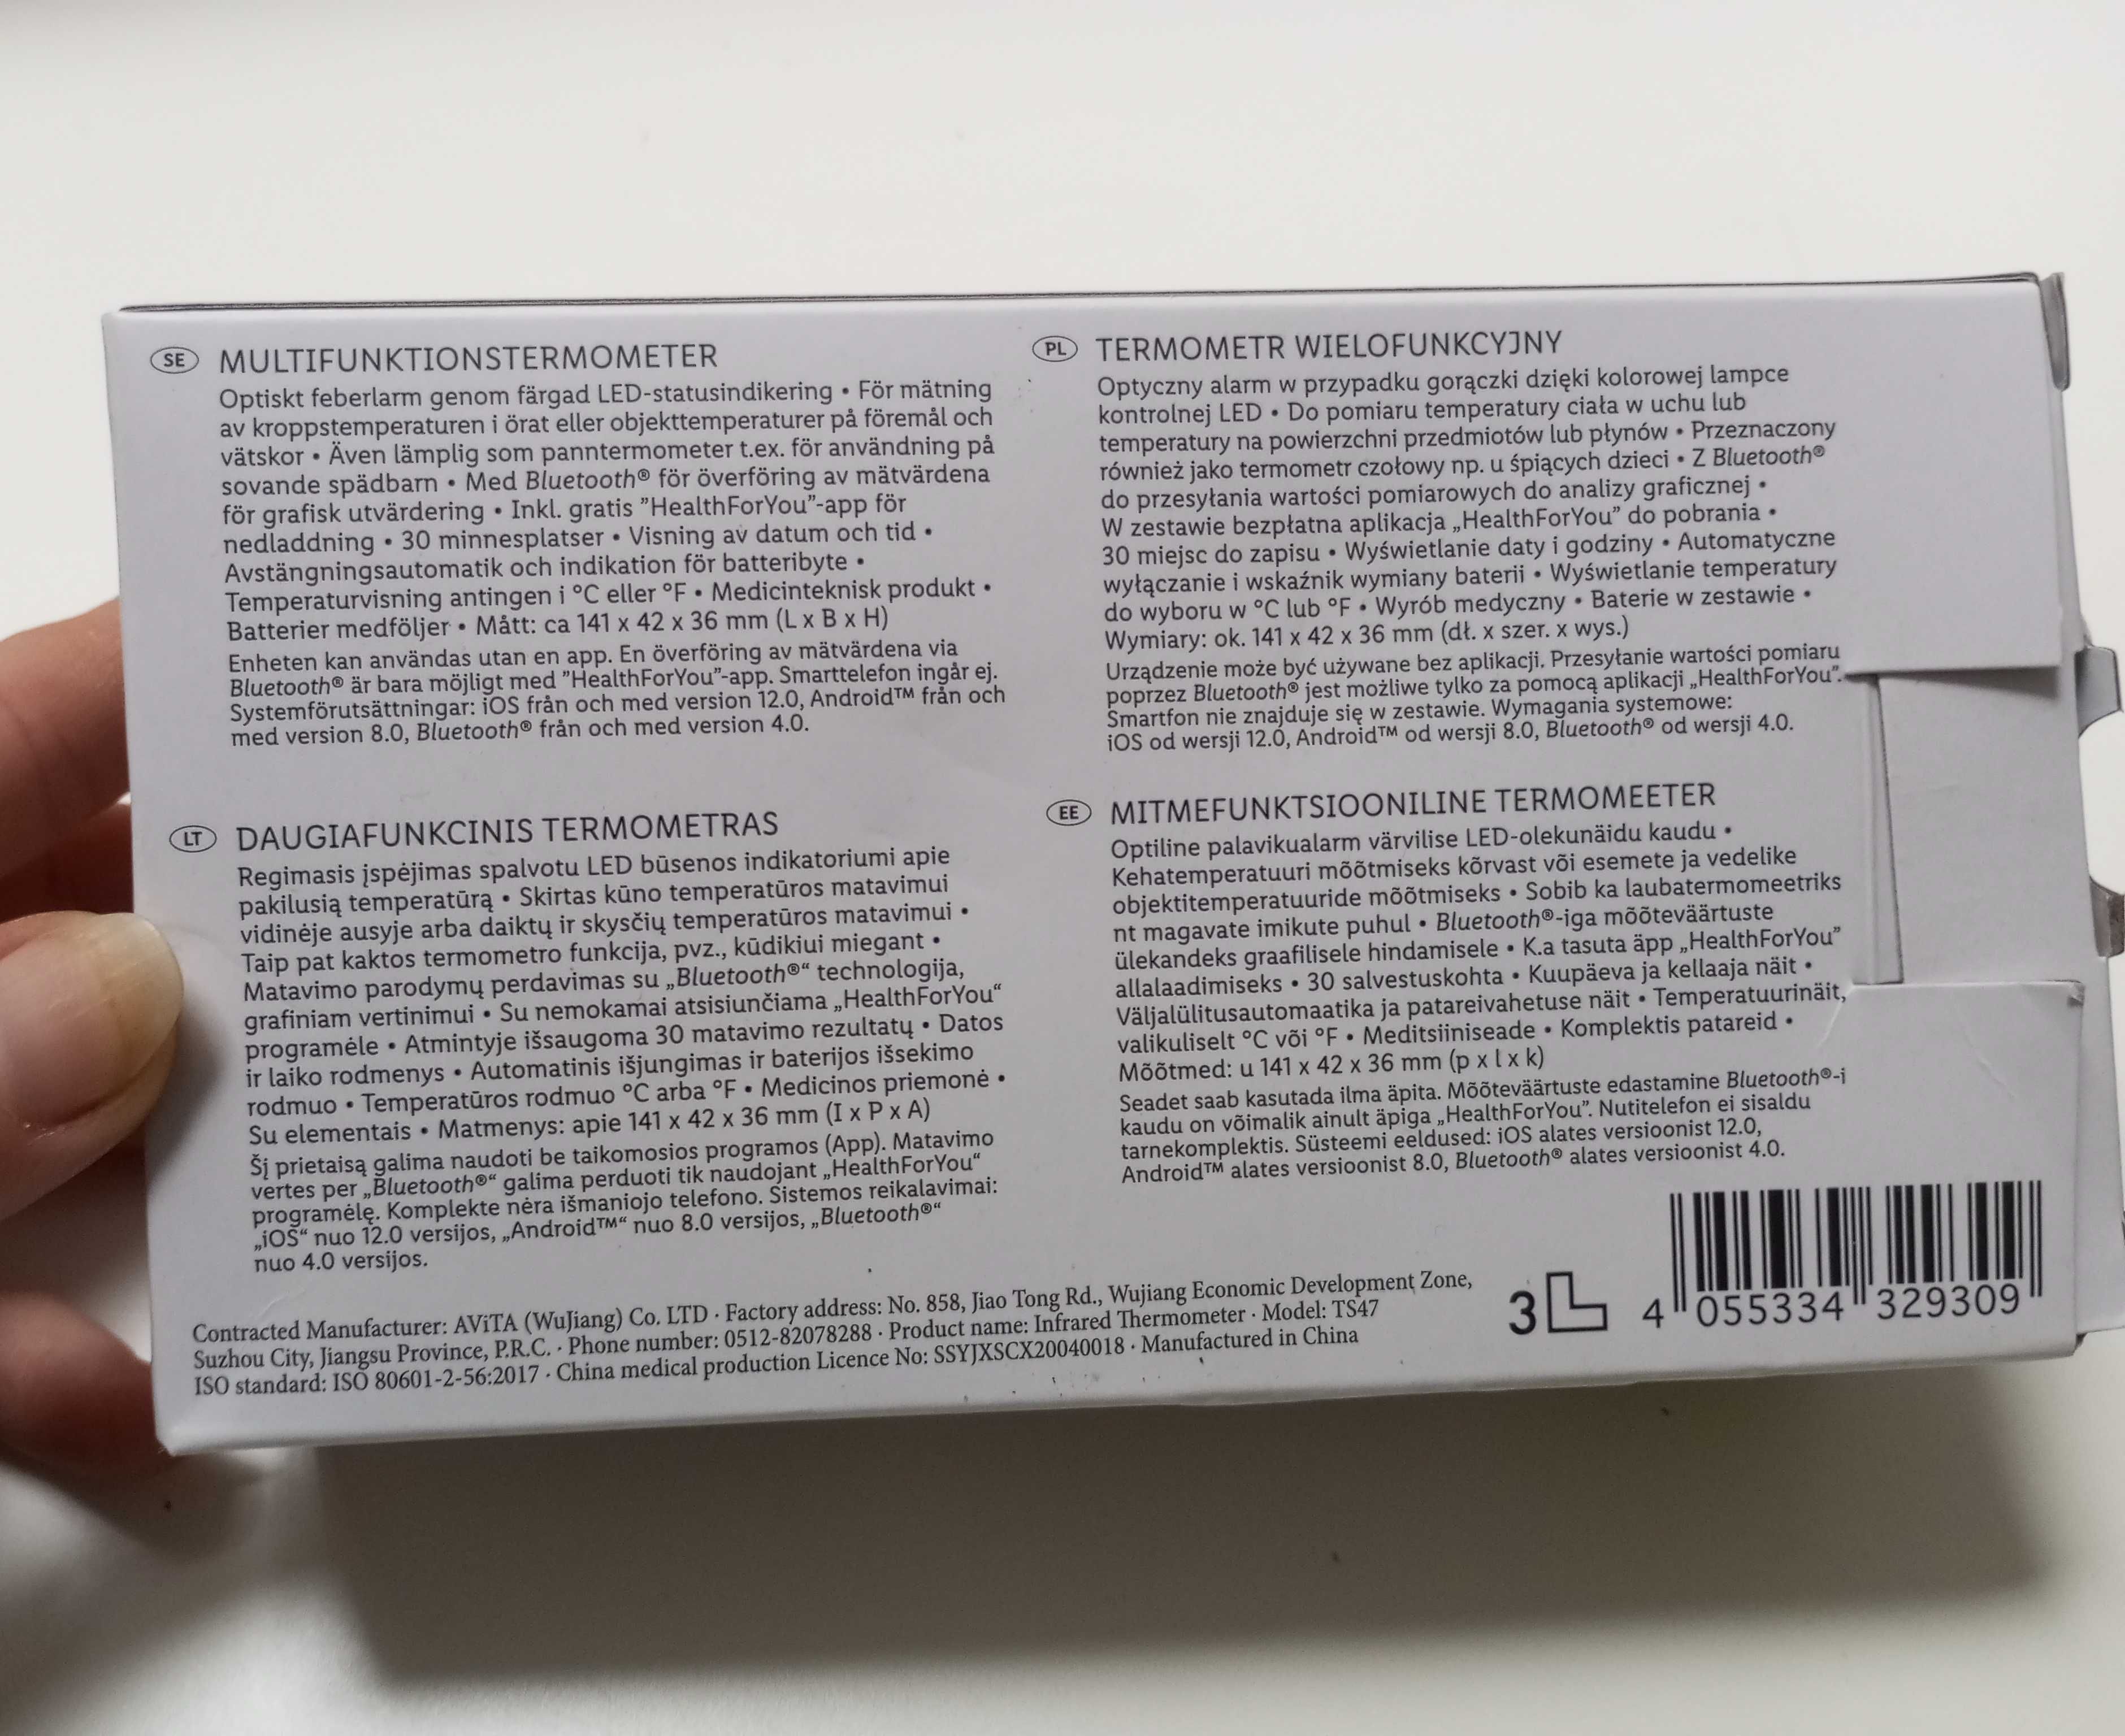 SE MULTIFUNKTIONSTERMOMETER
Optiskt feberlarm genom färgad LED-statusindikering • För mätning
av kroppstemperaturen i örat eller objekttemperaturer på föremål och
vätskor • Även lämplig som panntermometer t.ex. för användning på
sovande spädbarn • Med Bluetooth® för överföring av mätvärdena
för grafisk utvärdering • Inkl. gratis ”HealthForYou”-app för
nedladdning • 30 minnesplatser • Visning av datum och tid •
Avstängningsautomatik och indikation för batteribyte •
Temperaturvisning antingen i °C eller °F • Medicinteknisk produkt •
Batterier medföljer • Mått: ca 141 x 42 x 36 mm (L x B x H)
Enheten kan användas utan en app. En överföring av mätvärdena via
Bluetooth® är bara möjligt med ”HealthForYou”-app. Smarttelefon ingår ej.
Systemförutsättningar: iOS från och med version 12.0, Android™ från och
med version 8.0, Bluetooth® från och med version 4.0.
PL TERMOMETR WIELOFUNKCYJNY
Optyczny alarm w przypadku gorączki dzięki kolorowej lampce
kontrolnej LED • Do pomiaru temperatury ciała w uchu lub
temperatury na powierzchni przedmiotów lub płynów • Przeznaczony
również jako termometr czołowy np. u śpiących dzieci • Z Bluetooth®
do przesyłania wartości pomiarowych do analizy graficznej •
W zestawie bezpłatna aplikacja „HealthForYou” do pobrania •
30 miejsc do zapisu • Wyświetlanie daty i godziny • Automatyczne
wyłączanie i wskaźnik wymiany baterii • Wyświetlanie temperatury
do wyboru w °C lub °F • Wyrób medyczny • Baterie w zestawie •
Wymiary: ok. 141 x 42 x 36 mm (dł. x szer. x wys.)
Urządzenie może być używane bez aplikacji. Przesyłanie wartości pomiaru
poprzez Bluetooth® jest możliwe tylko za pomocą aplikacji „HealthForYou”.
Smartfon nie znajduje się w zestawie. Wymagania systemowe:
iOS od wersji 12.0, Android™ od wersji 8.0, Bluetooth® od wersji 4.0.
LT DAUGIAFUNKCINIS TERMOMETRAS
Regimasis įspėjimas spalvotu LED būsenos indikatoriumi apie
pakilusią temperatūrą • Skirtas kūno temperatūros matavimui
vidinėje ausyje arba daiktų ir skysčių temperatūros matavimui •
Taip pat kaktos termometro funkcija, pvz., kūdikiui miegant •
Matavimo parodymų perdavimas su „Bluetooth®“ technologija,
grafiniam vertinimui • Su nemokamai atsisiunčiama „HealthForYou“
programėle • Atmintyje išsaugoma 30 matavimo rezultatų • Datos
ir laiko rodmenys • Automatinis išjungimas ir baterijos išsekimo
rodmuo • Temperatūros rodmuo °C arba °F • Medicinos priemonė •
Su elementais • Matmenys: apie 141 x 42 x 36 mm (I x P x A)
Šį prietaisą galima naudoti be taikomosios programos (App). Matavimo
vertes per „Bluetooth®“ galima perduoti tik naudojant „HealthForYou“
programėlę. Komplekte nėra išmaniojo telefono. Sistemos reikalavimai:
„iOS“ nuo 12.0 versijos, „Android™“ nuo 8.0 versijos, „Bluetooth®“
nuo 4.0 versijos.
EE MITMEFUNKTSIOONILINE TERMOMEETER
Optiline palavikualarm värvilise LED-olekunäidu kaudu •
Kehatemperatuuri mõõtmiseks kõrvast või esemete ja vedelike
objektitemperatuuride mõõtmiseks • Sobib ka laubatermomeetriks
nt magavate imikute puhul • Bluetooth®-iga mõõteväärtuste
ülekandeks graafilisele hindamisele • K.a tasuta äpp „HealthForYou”
allalaadimiseks • 30 salvestuskohta • Kuupäeva ja kellaaja näit •
Väljalülitusautomaatika ja patareivahetuse näit • Temperatuurinäit,
valikuliselt °C või °F • Meditsiiniseade • Komplektis patareid •
Mõõtmed: u 141 x 42 x 36 mm (p x l x k)
Seadet saab kasutada ilma äpita. Mõõteväärtuste edastamine Bluetooth®-i
kaudu on võimalik ainult äpiga „HealthForYou”. Nutitelefon ei sisaldu
tarnekomplektis. Süsteemi eeldused: iOS alates versioonist 12.0,
Android™ alates versioonist 8.0, Bluetooth® alates versioonist 4.0.
Contracted Manufacturer: AViTA (WuJiang) Co. LTD · Factory address: No. 858, Jiao Tong Rd., Wujiang Economic Development Zone,
Suzhou City, Jiangsu Province, P.R.C. · Phone number: 0512-82078288 · Product name: Infrared Thermometer · Model: TS47
ISO standard: ISO 80601-2-56:2017 · China medical production Licence No: SSYJXSCX20040018 · Manufactured in China
3L
4 055334 329309